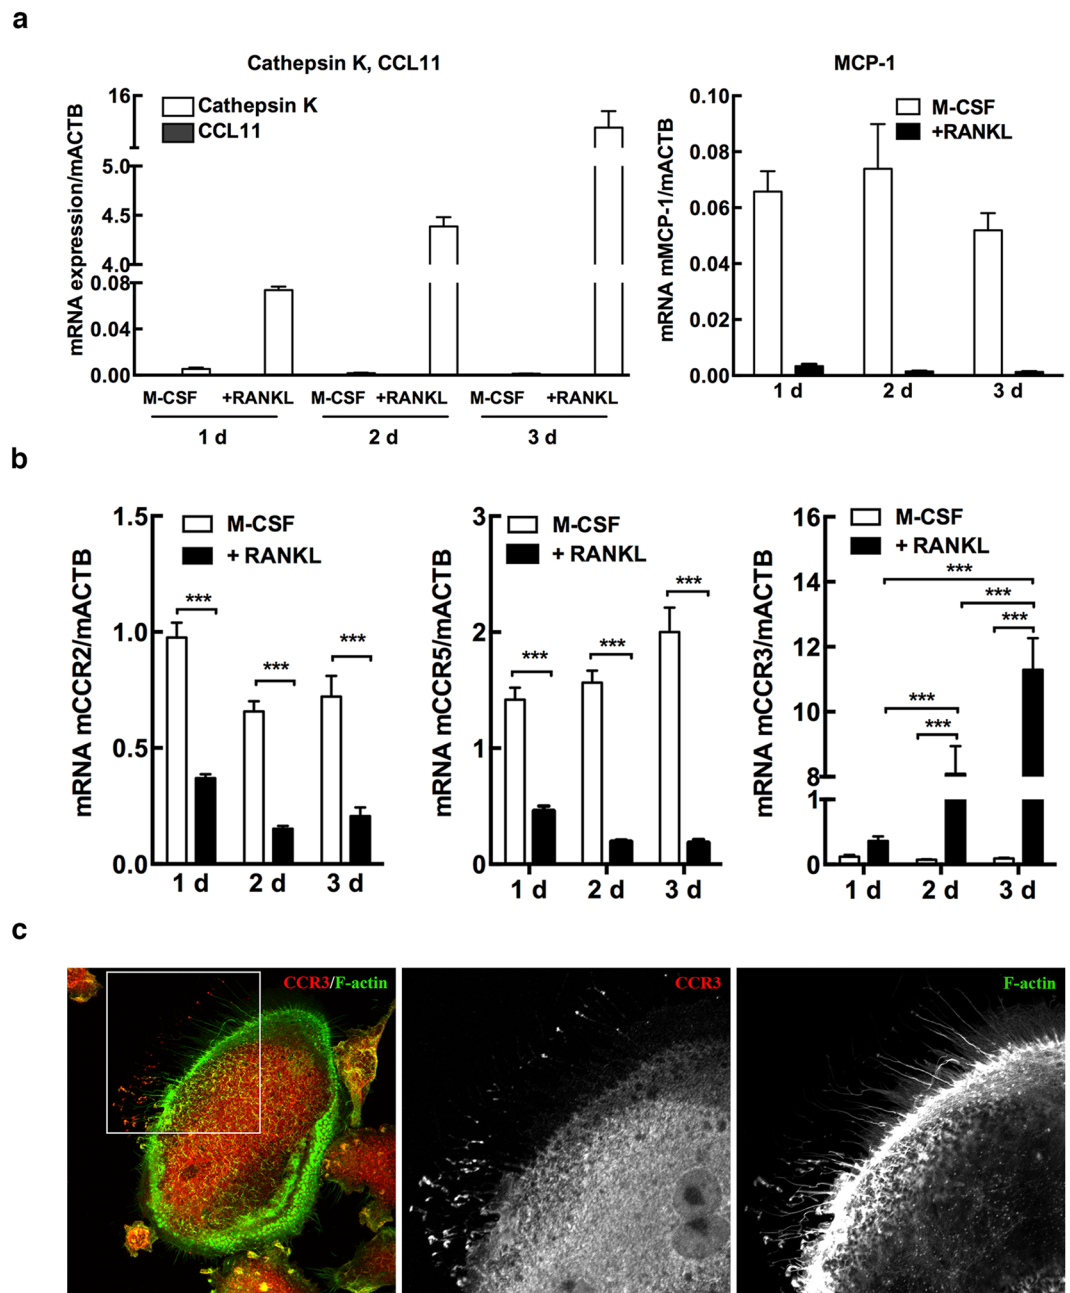 a
Cathepsin K, CCL11
mRNA expression/mACTB
16
5.0
4.5
4.0
0.08
0.04
0.00
Cathepsin K
CCL11
M-CSF +RANKL M-CSF +RANKL M-CSF +RANKL
1 d 2 d 3 d
MCP-1
mRNA mMCP-1/mACTB
0.10
0.08
0.06
0.04
0.02
0.00
M-CSF
+RANKL
1 d 2 d 3 d
b
mRNA mCCR2/mACTB
1.5
1.0
0.5
0.0
M-CSF
+ RANKL
*** *** ***
1 d 2 d 3 d
mRNA mCCR5/mACTB
3
2
1
0
M-CSF
+ RANKL
*** *** ***
1 d 2 d 3 d
mRNA mCCR3/mACTB
16
14
12
10
8
1
0
M-CSF
+ RANKL
***
***
***
***
***
1 d 2 d 3 d
c
CCR3/F-actin
CCR3
F-actin